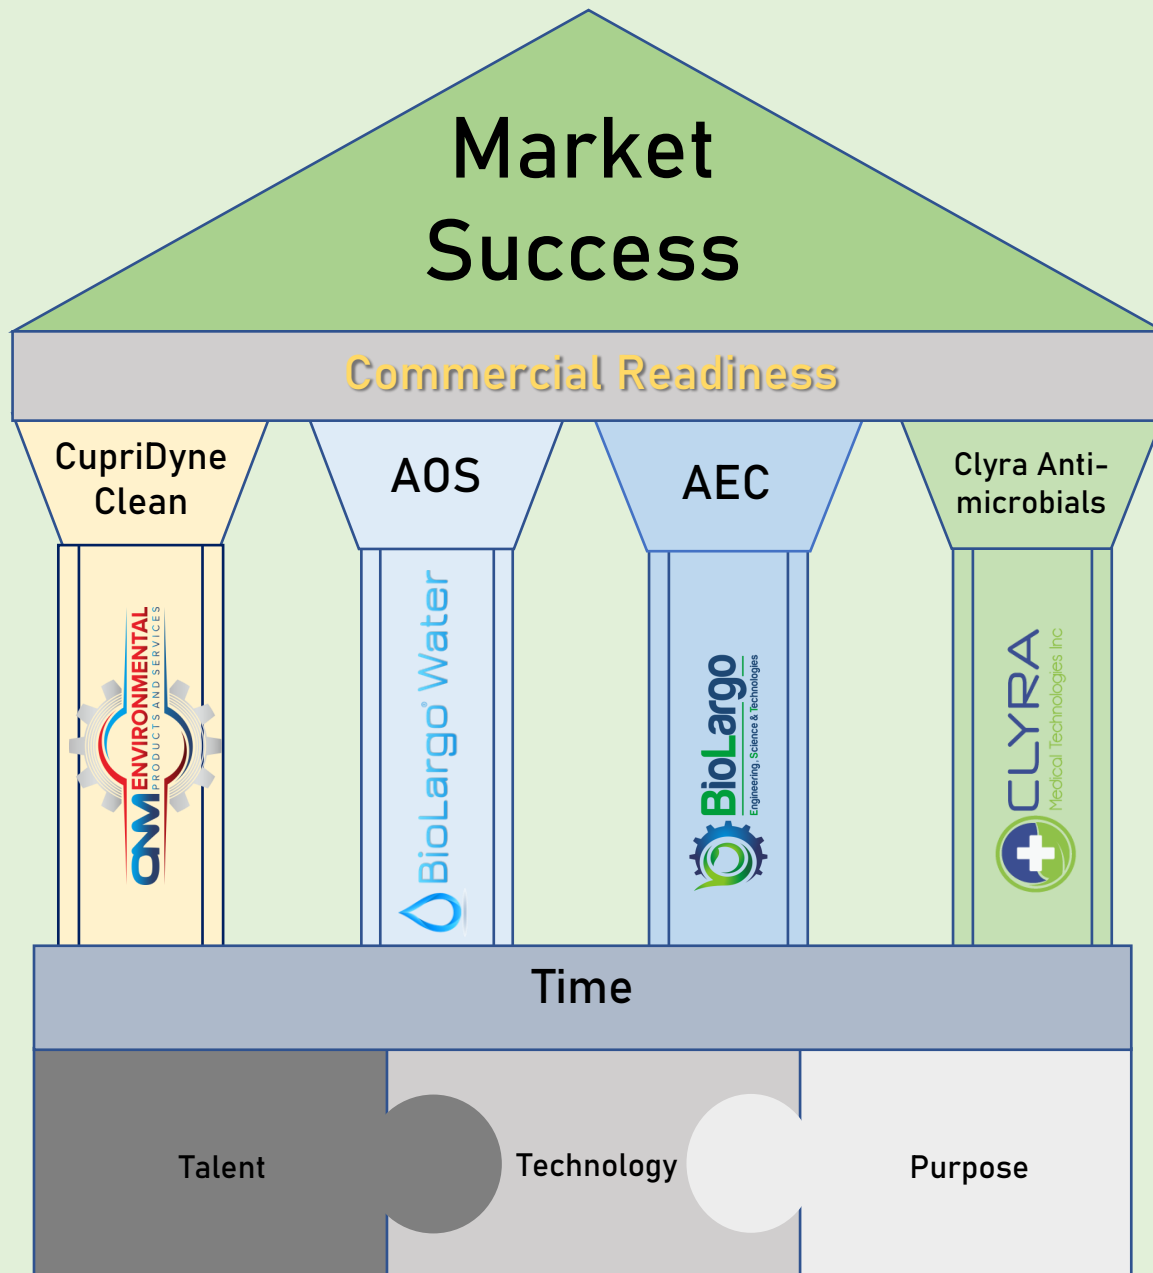 Market
Success
Commercial Readiness
CupriDyne
Clean
AOS
AEC
Clyra Anti-
microbials
ONM ENVIRONMENTAL
PRODUCTS AND SERVICES
BioLargo® Water
BioLargo
Engineering, Science & Technologies
CLYRA
Medical Technologies Inc
Time
Talent
Technology
Purpose